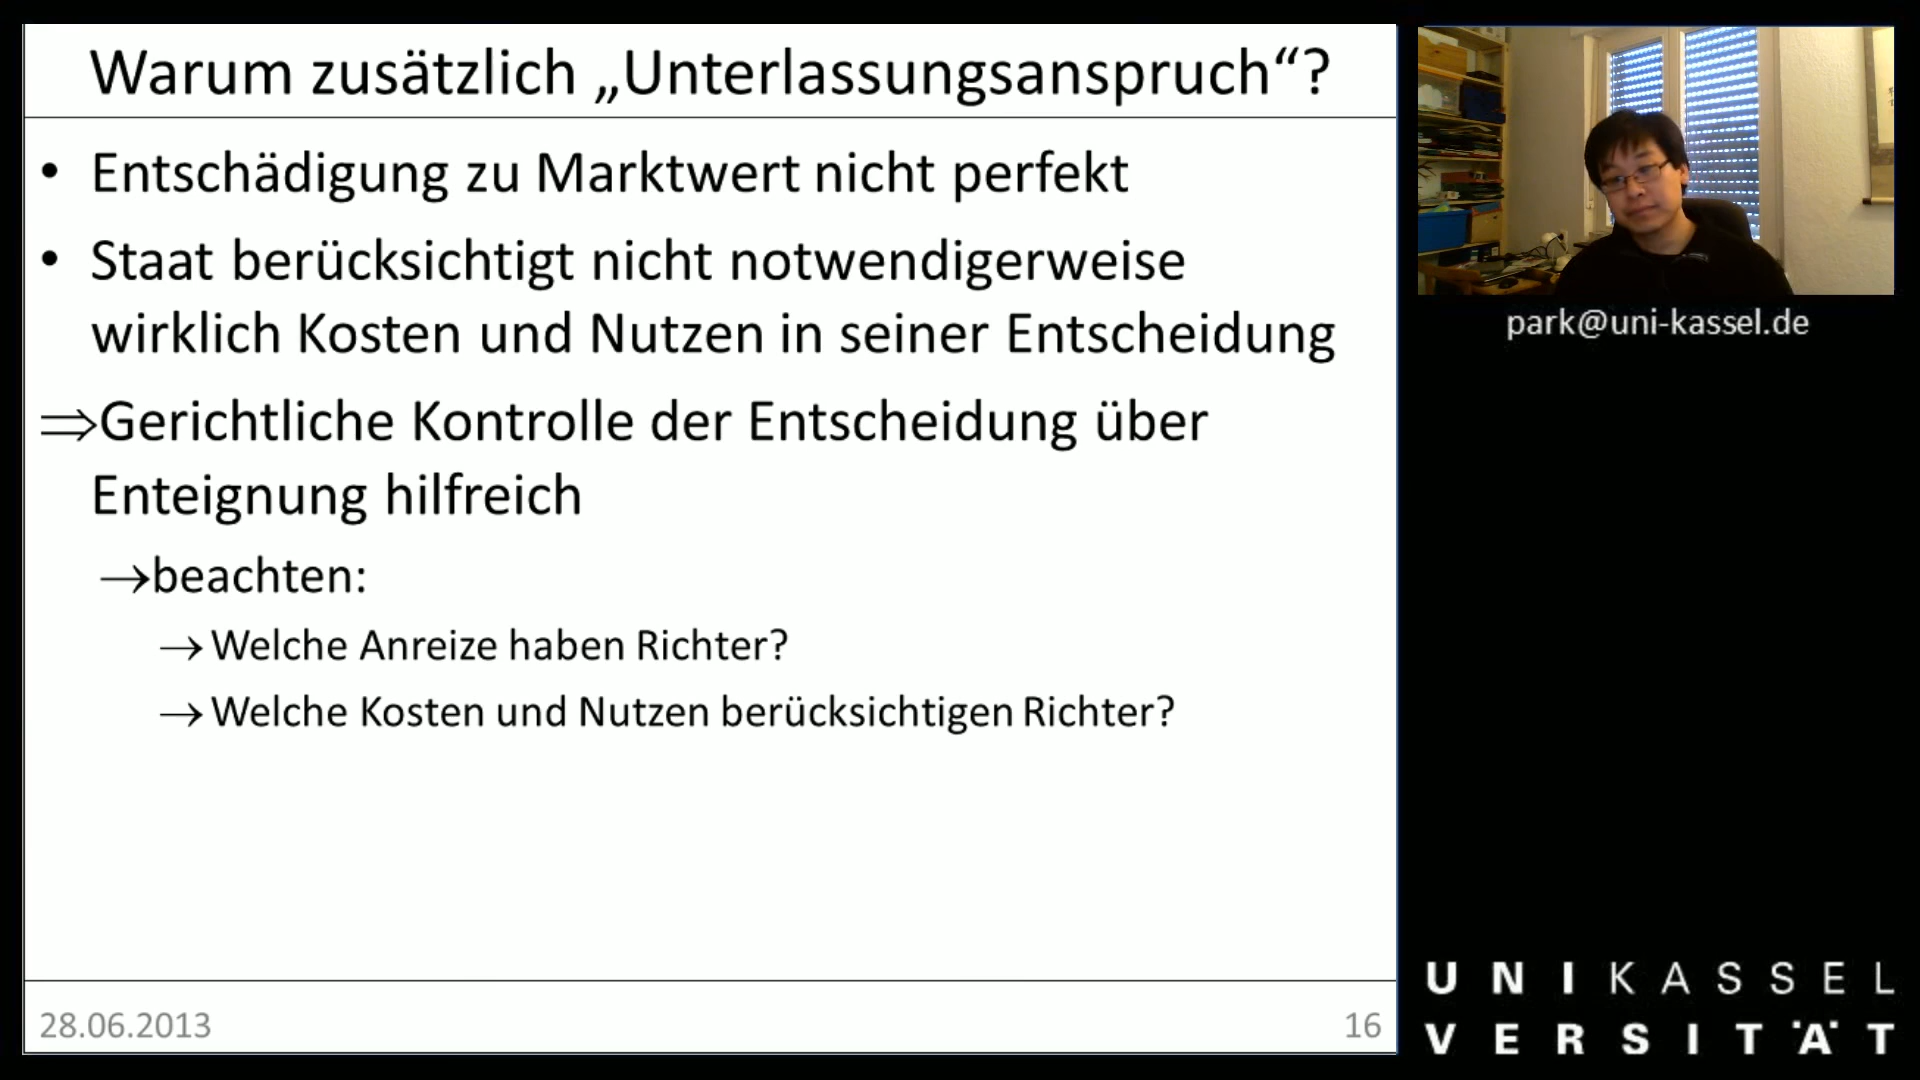 Warum zusätzlich „Unterlassungsanspruch“?
• Entschädigung zu Marktwert nicht perfekt
• Staat berücksichtigt nicht notwendigerweise
wirklich Kosten und Nutzen in seiner Entscheidung
⇒Gerichtliche Kontrolle der Entscheidung über
Enteignung hilfreich
→beachten:
→Welche Anreize haben Richter?
→Welche Kosten und Nutzen berücksichtigen Richter?
28.06.2013
16
park@uni-kassel.de
UNIKASSEL
VERSITÄT